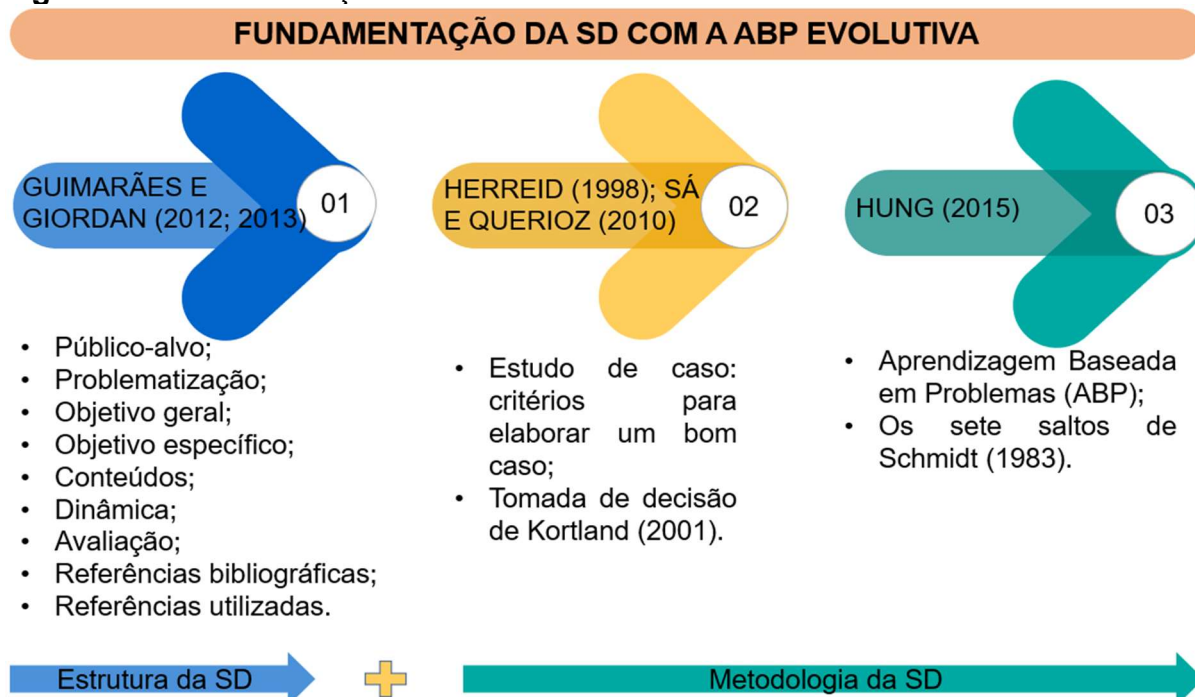 FUNDAMENTAÇÃO DA SD COM A ABP EVOLUTIVA
GUIMARÃES E
GIORDAN (2012; 2013)
01
• Público-alvo;
• Problematização;
• Objetivo geral;
• Objetivo específico;
• Conteúdos;
• Dinâmica;
• Avaliação;
• Referências bibliográficas;
• Referências utilizadas.
HERREID (1998); SÁ
E QUERIOZ (2010)
02
• Estudo de caso:
critérios para
elaborar um bom
caso;
• Tomada de decisão
de Kortland (2001).
HUNG (2015)
03
• Aprendizagem Baseada
em Problemas (ABP);
• Os sete saltos de
Schmidt (1983).
Estrutura da SD
Metodologia da SD